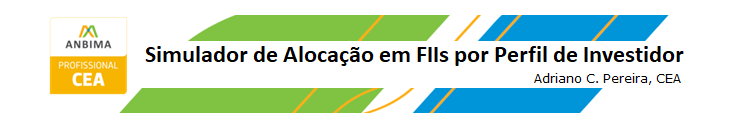 ANBIMA
PROFISSIONAL
CEA
Simulador de Alocação em FIIs por Perfil de Investidor
Adriano C. Pereira, CEA